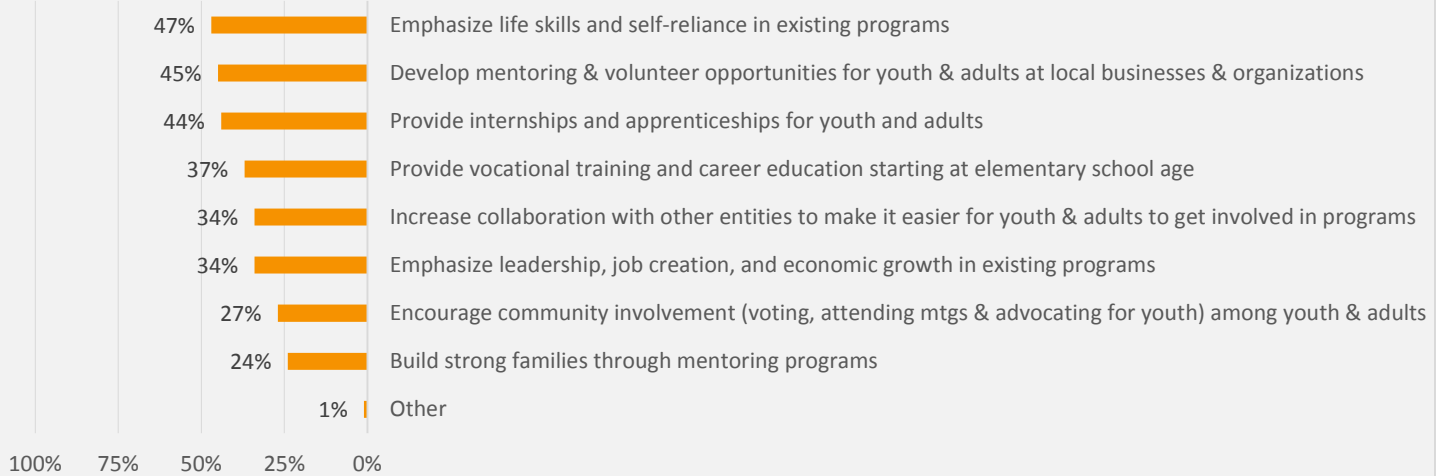 47% Emphasize life skills and self-reliance in existing programs
45% Develop mentoring & volunteer opportunities for youth & adults at local businesses & organizations
44% Provide internships and apprenticeships for youth and adults
37% Provide vocational training and career education starting at elementary school age
34% Increase collaboration with other entities to make it easier for youth & adults to get involved in programs
34% Emphasize leadership, job creation, and economic growth in existing programs
27% Encourage community involvement (voting, attending mtgs & advocating for youth) among youth & adults
24% Build strong families through mentoring programs
1% Other
100% 75% 50% 25% 0%